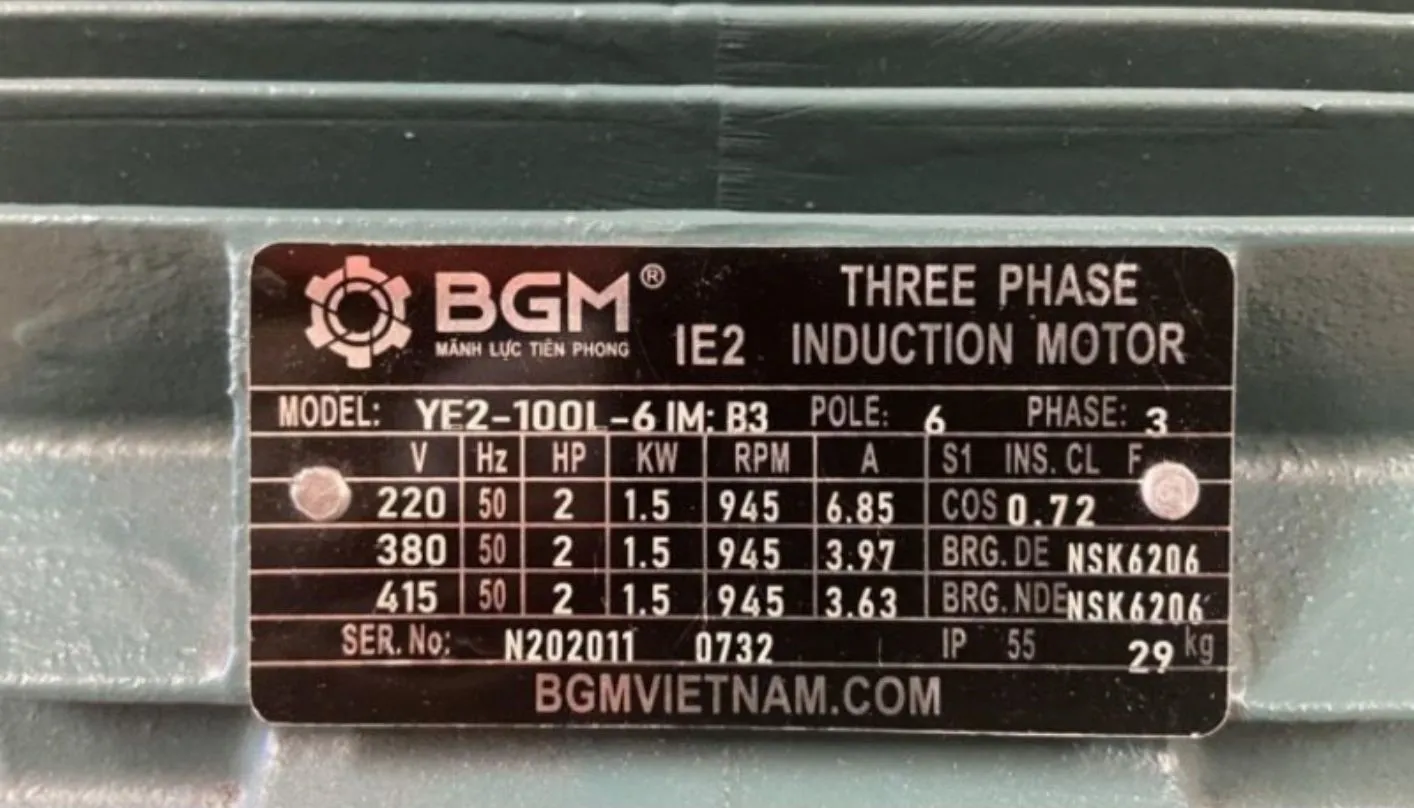 BGM®
MÃNH LỰC TIÊN PHONG
IE2
THREE PHASE
INDUCTION MOTOR
MODEL: YE2-100L-6 IM: B3 POLE: 6 PHASE: 3
V Hz HP KW RPM A S1 INS. CL F
220 50 2 1.5 945 6.85 COS 0.72
380 50 2 1.5 945 3.97 BRG. DE NSK6206
415 50 2 1.5 945 3.63 BRG. NDE NSK6206
SER. No: N202011 0732 IP 55 29 kg
BGMVIETNAM.COM